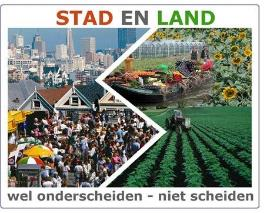 STAD EN LAND
wel onderscheiden - niet scheiden